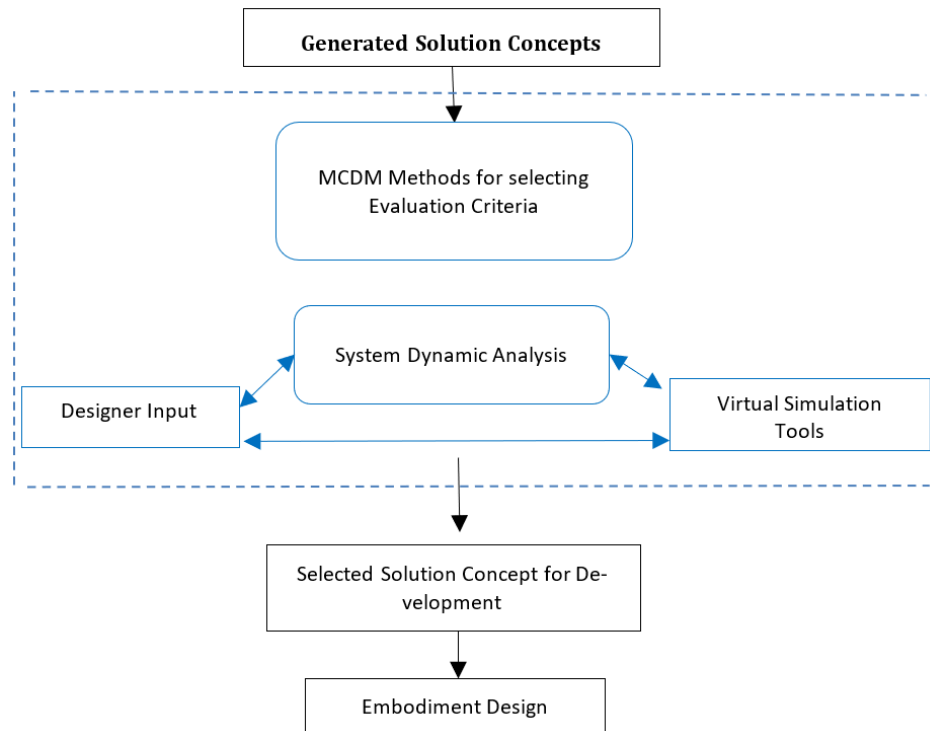 Generated Solution Concepts
MCDM Methods for selecting
Evaluation Criteria
System Dynamic Analysis
Designer Input
Virtual Simulation
Tools
Selected Solution Concept for De-
velopment
Embodiment Design